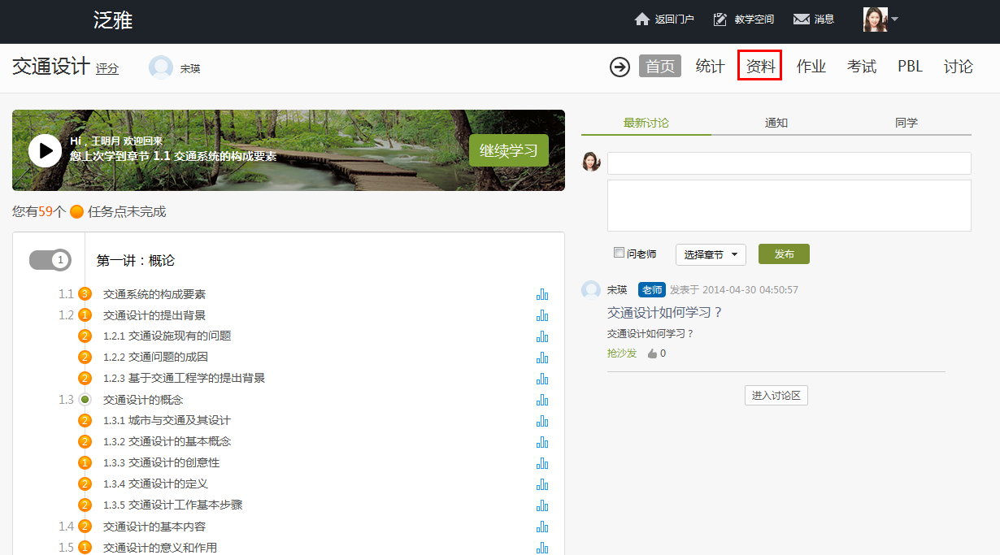 泛雅
返回门户 教学空间 消息
交通设计 评分 宋瑛
首页 统计 资料 作业 考试 PBL 讨论
Hi，王明月 欢迎回来
您上次学到章节 1.1 交通系统的构成要素
继续学习
您有59个 任务点未完成
1 第一讲：概论
1.1 3 交通系统的构成要素
1.2 1 交通设计的提出背景
2 1.2.1 交通设施现有的问题
2 1.2.2 交通问题的成因
2 1.2.3 基于交通工程学的提出背景
1.3 交通设计的概念
2 1.3.1 城市与交通及其设计
2 1.3.2 交通设计的基本概念
1 1.3.3 交通设计的创意性
2 1.3.4 交通设计的定义
2 1.3.5 交通设计工作基本步骤
1.4 2 交通设计的基本内容
1.5 1 交通设计的意义和作用
最新讨论 通知 同学
问老师 选择章节 发布
宋瑛 老师 发表于 2014-04-30 04:50:57
交通设计如何学习？
交通设计如何学习？
抢沙发 0
进入讨论区